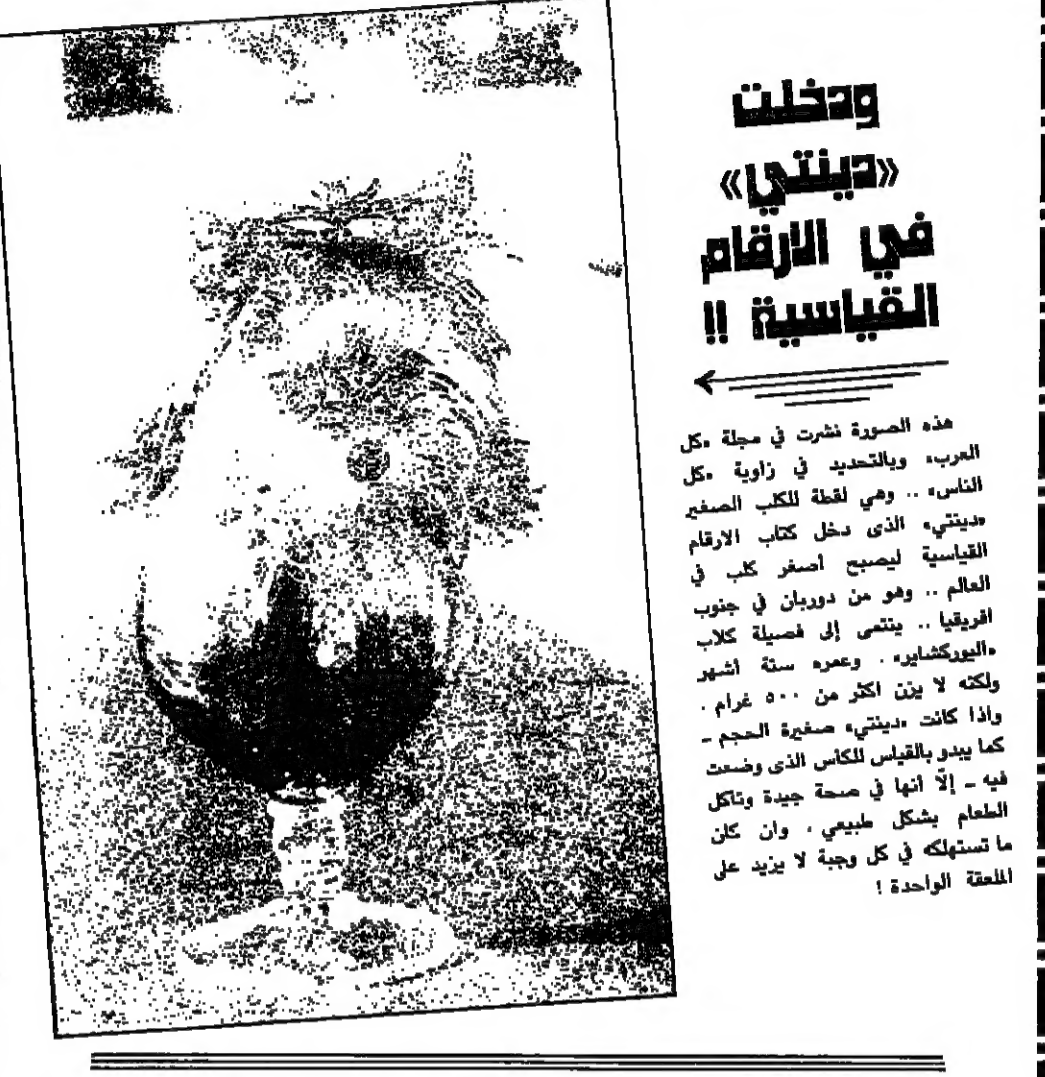 ودخلت
«دينتي»
في الارقام
القياسية !!
هذه الصورة نشرت في مجلة «كل
العرب» وبالتحديد في زاوية «كل
الناس» .. وهي لقطة للكلب الصغير
«دينتي» الذى دخل كتاب الارقام
القياسية ليصبح أصغر كلب في
العالم .. وهو من دوربان في جنوب
افريقيا .. ينتمى إلى فصيلة كلاب
«اليوركشاير» . وعمره ستة أشهر
ولكنه لا يزن اكثر من ٥٠٠ غرام .
واذا كانت «دينتي» صغيرة الحجم ـ
كما يبدو بالقياس للكأس الذى وضعت
فيه ـ إلّا أنها في صحة جيدة وتاكل
الطعام بشكل طبيعي . وان كان
ما تستهلكه في كل وجبة لا يزيد على
الملعقة الواحدة !